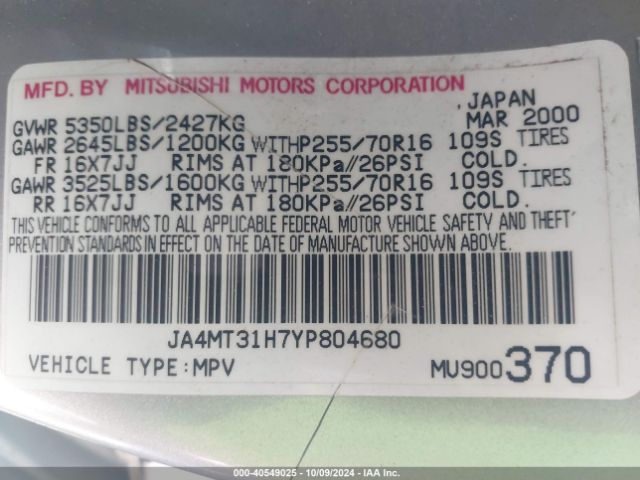 MFD. BY MITSUBISHI MOTORS CORPORATION
, JAPAN
GVWR 5350LBS/2427KG MAR 2000
GAWR 2645LBS/1200KG WITHP255/70R16 109S TIRES
FR 16X7JJ RIMS AT 180KPa//26PSI COLD.
GAWR 3525LBS/1600KG WITHP255/70R16 109S TIRES
RR 16X7JJ RIMS AT 180KPa//26PSI COLD.
THIS VEHICLE CONFORMS TO ALL APPLICABLE FEDERAL MOTOR VEHICLE SAFETY AND THEFT
PREVENTION STANDARDS IN EFFECT ON THE DATE OF MANUFACTURE SHOWN ABOVE.
JA4MT31H7YP804680
VEHICLE TYPE:MPV MU900370
000-40549025 - 10/09/2024 - IAA Inc.